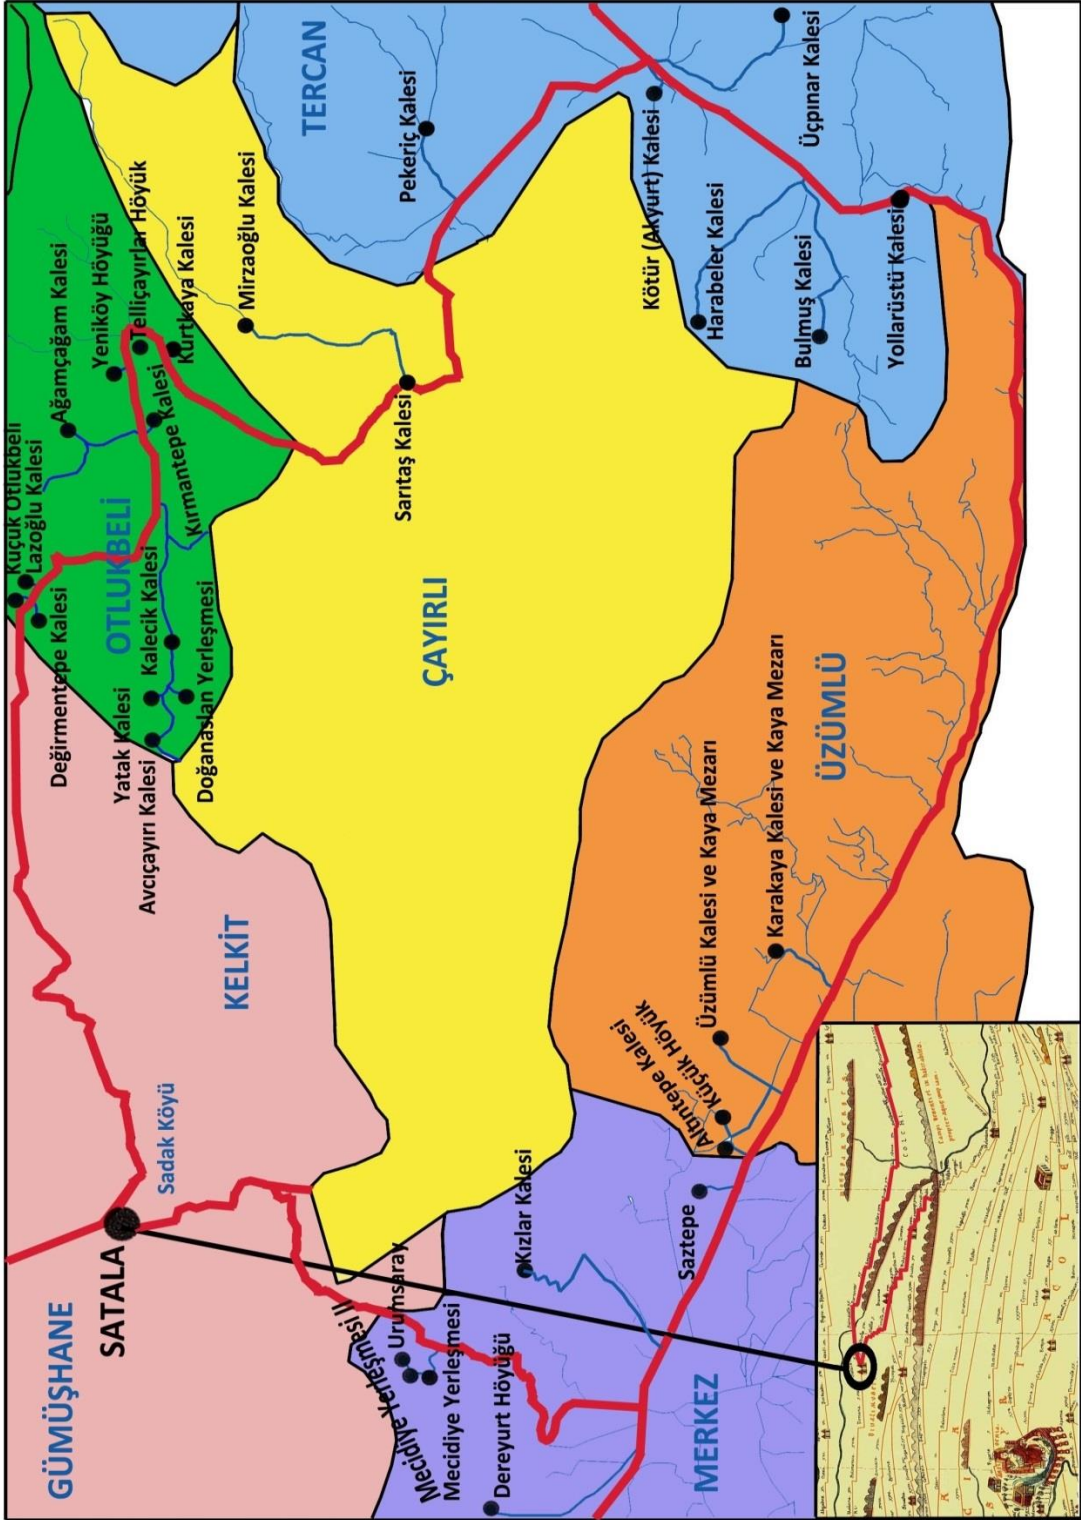 GÜMÜŞHANE
SATALA
Sadak Köyü
KELKİT
Küçük Otlukbeli
Lazoğlu Kalesi
Değirmentepe Kalesi
OTLUKBELİ
Ağamçağam Kalesi
Yeniköy Höyüğü
Telliçayırlar Höyük
Kurtkaya Kalesi
Kırmantepe Kalesi
Kalecik Kalesi
Yatak Kalesi
Avcıçayırı Kalesi
Doğanaslan Yerleşmesi
Mirzaoğlu Kalesi
Sarıtaş Kalesi
ÇAYIRLI
TERCAN
Pekeriç Kalesi
Kötür (Akyurt) Kalesi
Üçpınar Kalesi
Harabeler Kalesi
Bulmuş Kalesi
Yollarüstü Kalesi
Mecidiye Yerleşmesi II
Urumsaray
Mecidiye Yerleşmesi
Dereyurt Höyüğü
Kızlar Kalesi
Saztepe
MERKEZ
Altıntepe Kalesi
Küçük Höyük
Üzümlü Kalesi ve Kaya Mezarı
Karakaya Kalesi ve Kaya Mezarı
ÜZÜMLÜ